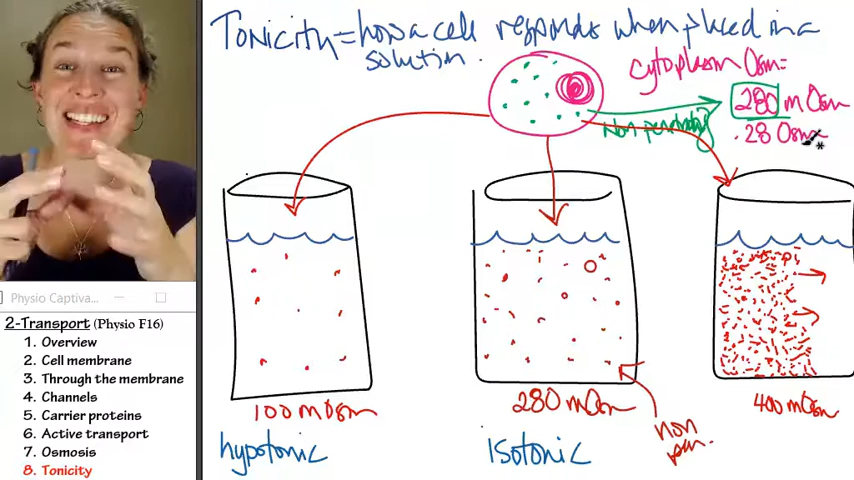 Tonicity = how a cell responds when placed in a
solution.
cytoplasm Osm =
280 mOsm
.28 Osm
Non penetrating
100 mOsm
280 mOsm
400 mOsm
non
pen.
hypotonic
isotonic
Physio Captiva...
2-Transport (Physio F16)
1. Overview
2. Cell membrane
3. Through the membrane
4. Channels
5. Carrier proteins
6. Active transport
7. Osmosis
8. Tonicity